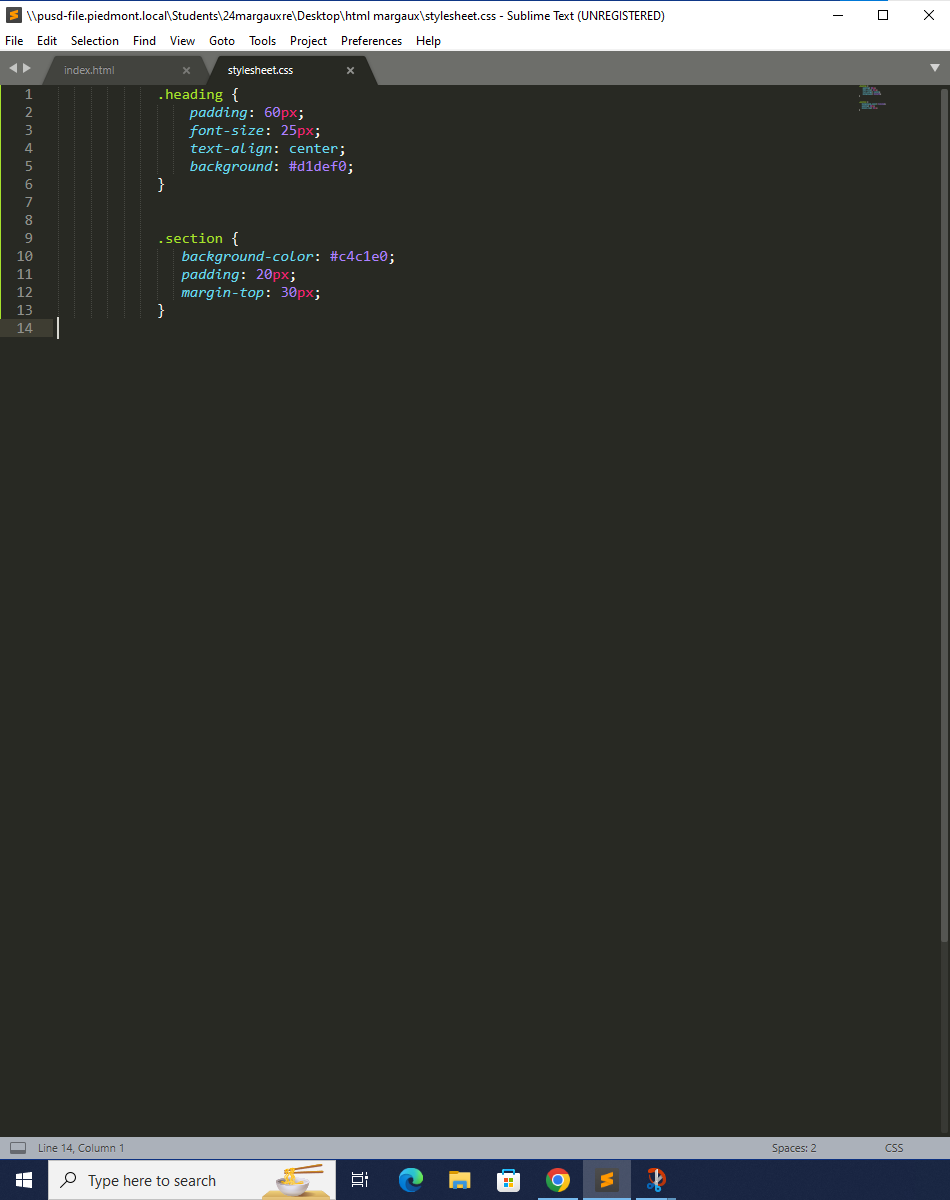 \\pusd-file.piedmont.local\Students\24margauxre\Desktop\html margaux\stylesheet.css - Sublime Text (UNREGISTERED)
File Edit Selection Find View Goto Tools Project Preferences Help
index.html stylesheet.css
1 .heading {
2 padding: 60px;
3 font-size: 25px;
4 text-align: center;
5 background: #d1def0;
6 }
7
8
9 .section {
10 background-color: #c4c1e0;
11 padding: 20px;
12 margin-top: 30px;
13 }
14
Line 14, Column 1 Spaces: 2 CSS
Type here to search